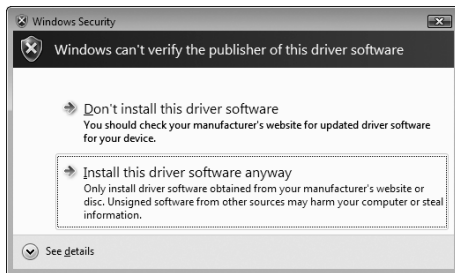 Windows Security
Windows can't verify the publisher of this driver software
Don't install this driver software
You should check your manufacturer's website for updated driver software
for your device.
Install this driver software anyway
Only install driver software obtained from your manufacturer's website or
disc. Unsigned software from other sources may harm your computer or steal
information.
See details